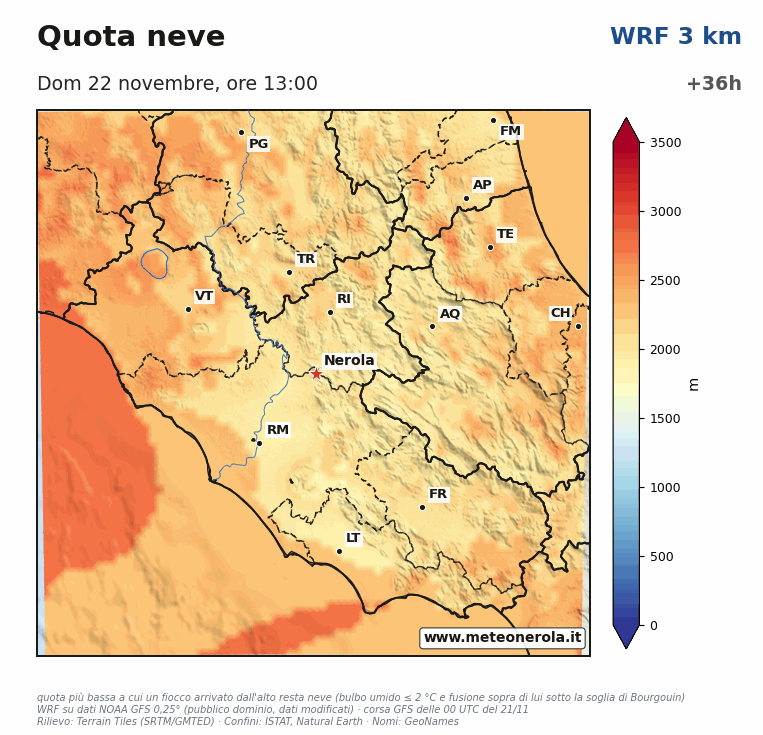 Quota neve
WRF 3 km
Dom 22 novembre, ore 13:00
+36h
FM
PG
AP
TE
TR
VT
RI
AQ
CH
Nerola
RM
FR
LT
www.meteonerola.it
3500
3000
2500
2000
1500
1000
500
0
m
quota più bassa a cui un fiocco arrivato dall'alto resta neve (bulbo umido ≤ 2 °C e fusione sopra di lui sotto la soglia di Bourgouin)
WRF su dati NOAA GFS 0,25° (pubblico dominio, dati modificati) · corsa GFS delle 00 UTC del 21/11
Rilievo: Terrain Tiles (SRTM/GMTED) · Confini: ISTAT, Natural Earth · Nomi: GeoNames